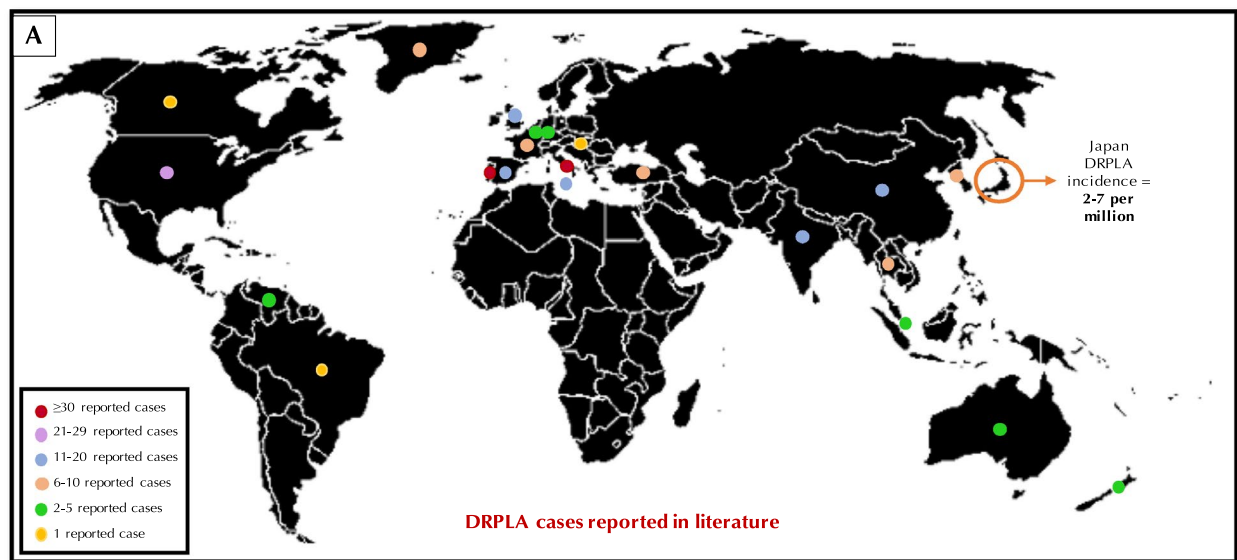 A
Japan
DRPLA
incidence =
2-7 per
million
≥30 reported cases
21-29 reported cases
11-20 reported cases
6-10 reported cases
2-5 reported cases
1 reported case
DRPLA cases reported in literature